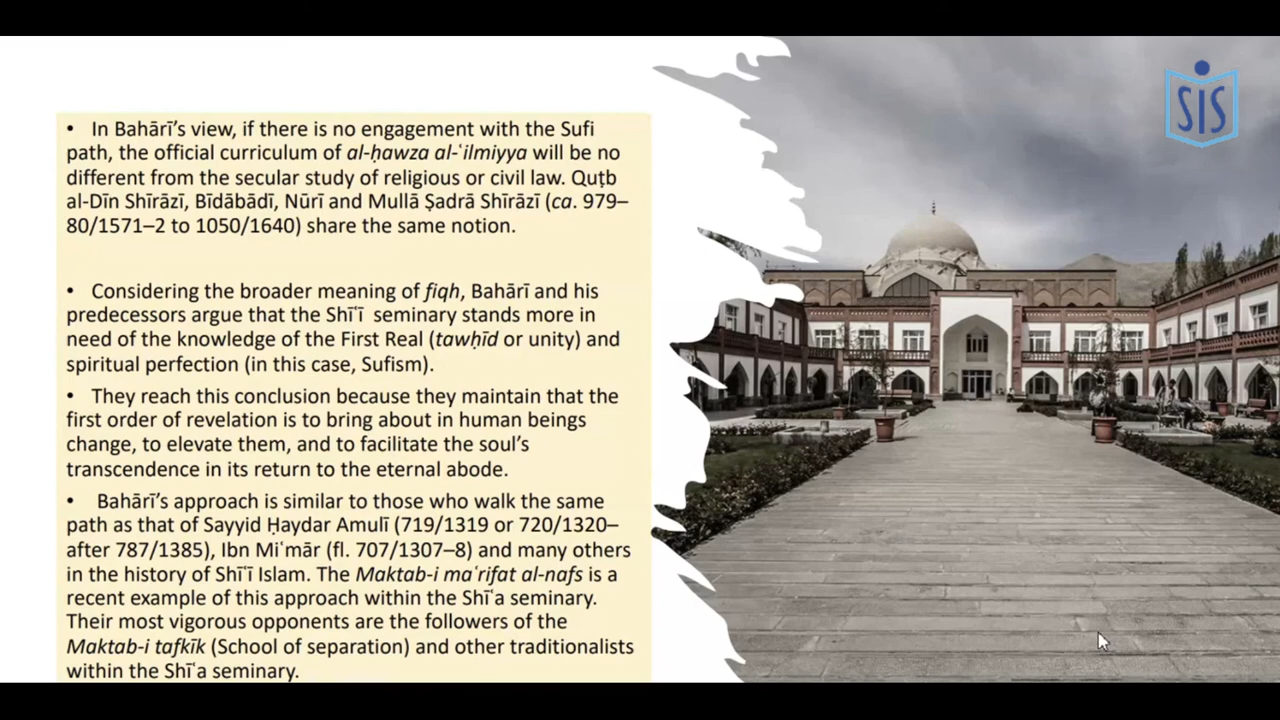 • In Bahārī’s view, if there is no engagement with the Sufi
path, the official curriculum of al-ḥawza al-ʿilmiyya will be no
different from the secular study of religious or civil law. Quṭb
al-Dīn Shīrāzī, Bīdābādī, Nūrī and Mullā Ṣadrā Shīrāzī (ca. 979–
80/1571–2 to 1050/1640) share the same notion.
• Considering the broader meaning of fiqh, Bahārī and his
predecessors argue that the Shīʿī seminary stands more in
need of the knowledge of the First Real (tawḥīd or unity) and
spiritual perfection (in this case, Sufism).
• They reach this conclusion because they maintain that the
first order of revelation is to bring about in human beings
change, to elevate them, and to facilitate the soul’s
transcendence in its return to the eternal abode.
• Bahārī’s approach is similar to those who walk the same
path as that of Sayyid Ḥaydar Amulī (719/1319 or 720/1320–
after 787/1385), Ibn Miʿmār (fl. 707/1307–8) and many others
in the history of Shīʿī Islam. The Maktab-i maʿrifat al-nafs is a
recent example of this approach within the Shīʿa seminary.
Their most vigorous opponents are the followers of the
Maktab-i tafkīk (School of separation) and other traditionalists
within the Shīʿa seminary.
SIS